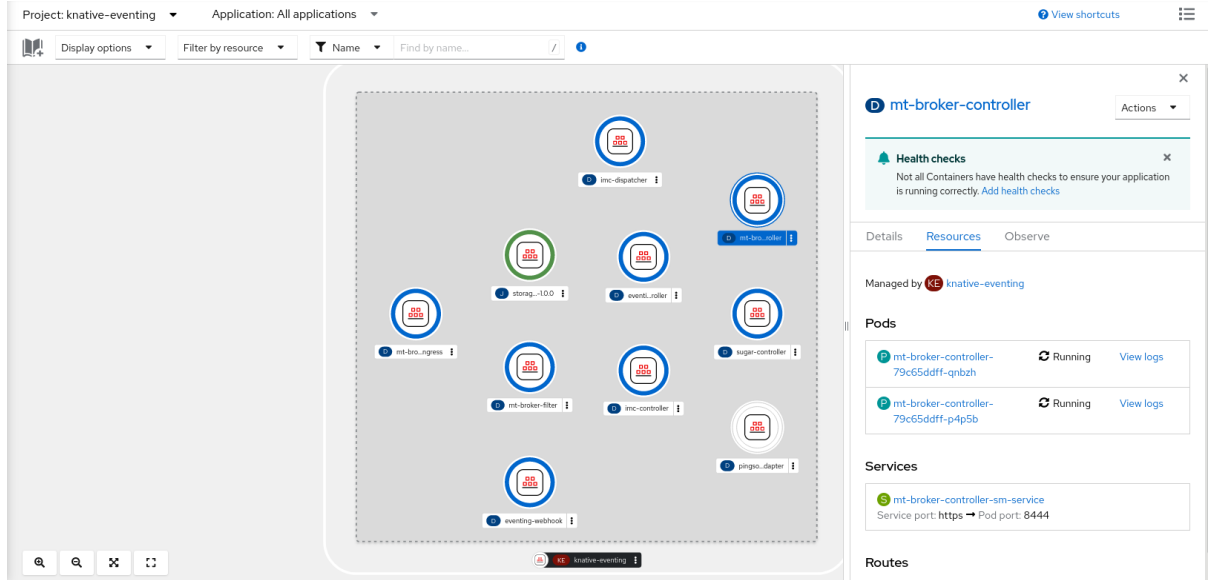 Project: knative-eventing
Application: All applications
View shortcuts
Display options
Filter by resource
Name
Find by name...
/
D mt-broker-controller
Actions
Health checks
Not all Containers have health checks to ensure your application
is running correctly. Add health checks
Details Resources Observe
Managed by KE knative-eventing
Pods
P mt-broker-controller-
79c65ddff-qnbzh
Running
View logs
P mt-broker-controller-
79c65ddff-p4p5b
Running
View logs
Services
S mt-broker-controller-sm-service
Service port: https → Pod port: 8444
Routes
D imc-dispatcher
D mt-bro...roller
J storag...-1.0.0
D eventi...roller
D mt-bro...ngress
D sugar-controller
D mt-broker-filter
D imc-controller
D pingso...dapter
D eventing-webhook
KE knative-eventing